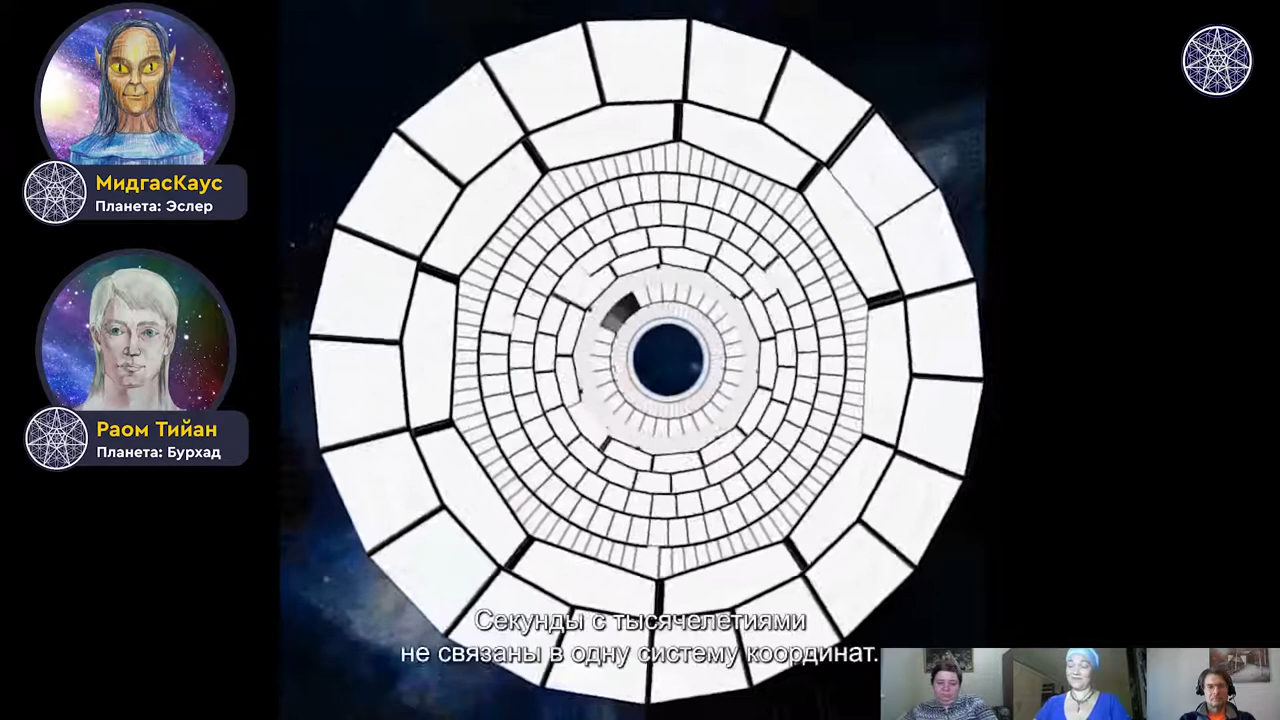 МидгасКаус
Планета: Эслер
Раом Тийан
Планета: Бурхад
Секунды с тысячелетиями
не связаны в одну систему координат.